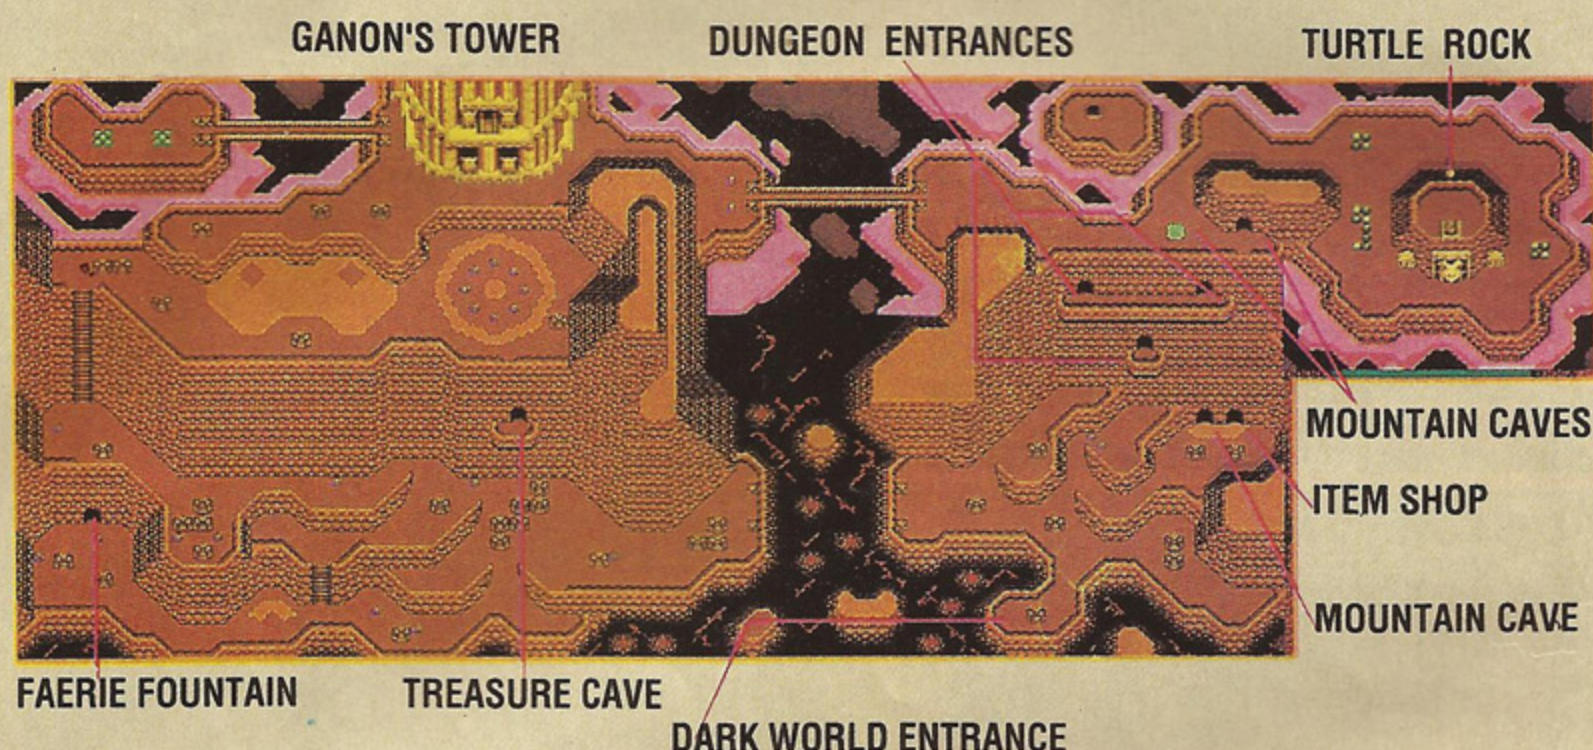 GANON'S TOWER
DUNGEON ENTRANCES
TURTLE ROCK
MOUNTAIN CAVES
ITEM SHOP
MOUNTAIN CAVE
FAERIE FOUNTAIN
TREASURE CAVE
DARK WORLD ENTRANCE